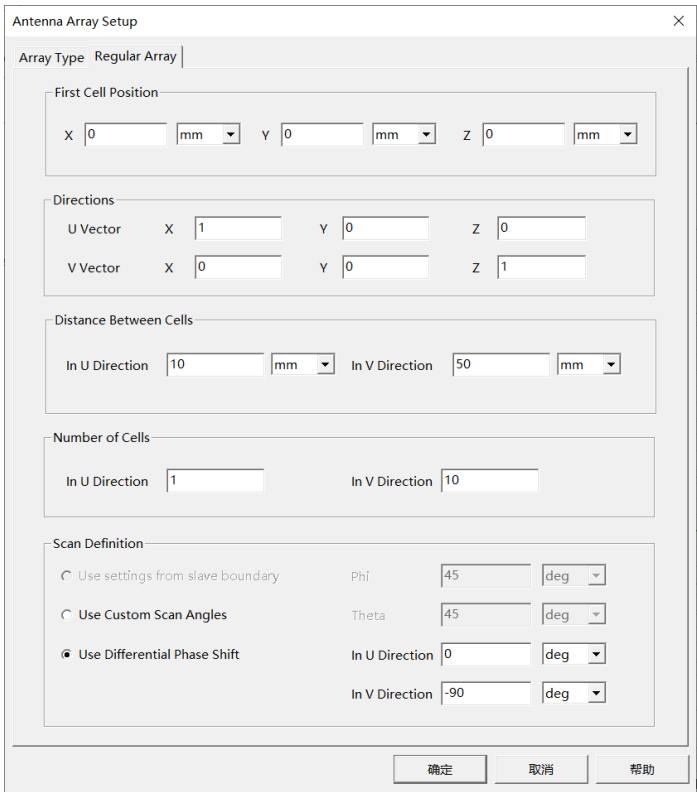 Antenna Array Setup
Array Type Regular Array
First Cell Position
X 0 mm Y 0 mm Z 0 mm
Directions
U Vector X 1 Y 0 Z 0
V Vector X 0 Y 0 Z 1
Distance Between Cells
In U Direction 10 mm In V Direction 50 mm
Number of Cells
In U Direction 1 In V Direction 10
Scan Definition
Use settings from slave boundary Phi 45 deg
Use Custom Scan Angles Theta 45 deg
Use Differential Phase Shift In U Direction 0 deg
In V Direction -90 deg
确定 取消 帮助